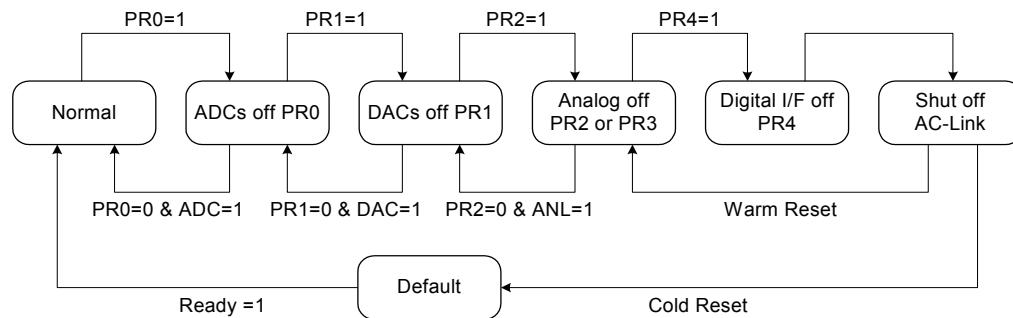 PR0=1
PR1=1
PR2=1
PR4=1
Normal
ADCs off PR0
DACs off PR1
Analog off
PR2 or PR3
Digital I/F off
PR4
Shut off
AC-Link
PR0=0 & ADC=1
PR1=0 & DAC=1
PR2=0 & ANL=1
Warm Reset
Default
Ready =1
Cold Reset